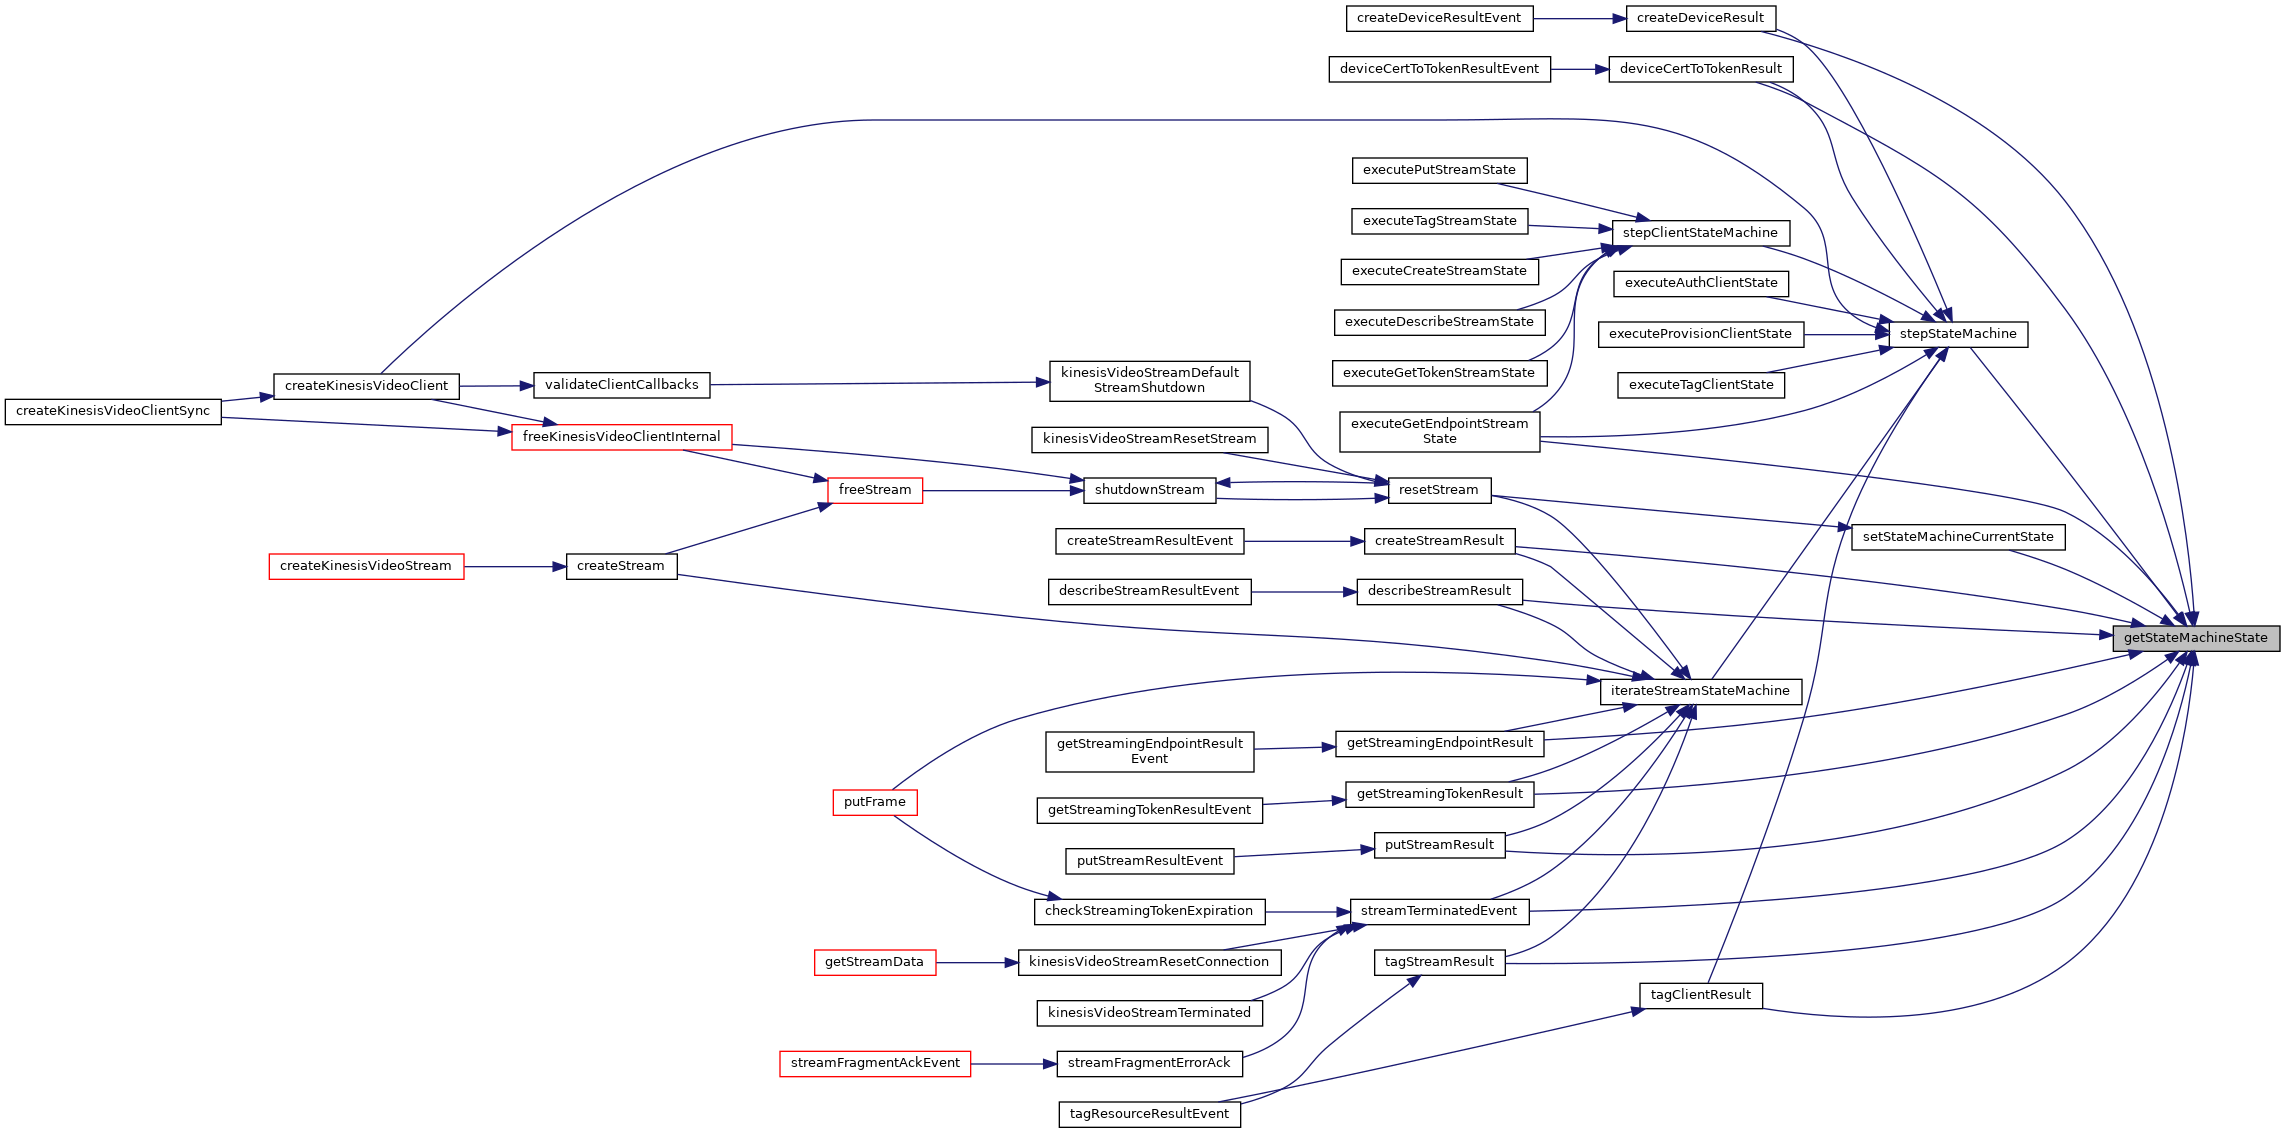 createDeviceResultEvent
createDeviceResult
deviceCertToTokenResultEvent
deviceCertToTokenResult
executePutStreamState
executeTagStreamState
stepClientStateMachine
executeCreateStreamState
executeAuthClientState
executeDescribeStreamState
executeProvisionClientState
stepStateMachine
executeGetTokenStreamState
executeTagClientState
kinesisVideoStreamDefault
StreamShutdown
createKinesisVideoClient
validateClientCallbacks
createKinesisVideoClientSync
executeGetEndpointStream
State
freeKinesisVideoClientInternal
kinesisVideoStreamResetStream
freeStream
shutdownStream
resetStream
setStateMachineCurrentState
createStreamResultEvent
createStreamResult
createKinesisVideoStream
createStream
describeStreamResultEvent
describeStreamResult
getStateMachineState
iterateStreamStateMachine
getStreamingEndpointResult
Event
getStreamingEndpointResult
putFrame
getStreamingTokenResultEvent
getStreamingTokenResult
putStreamResultEvent
putStreamResult
checkStreamingTokenExpiration
streamTerminatedEvent
getStreamData
kinesisVideoStreamResetConnection
tagStreamResult
kinesisVideoStreamTerminated
tagClientResult
streamFragmentAckEvent
streamFragmentErrorAck
tagResourceResultEvent